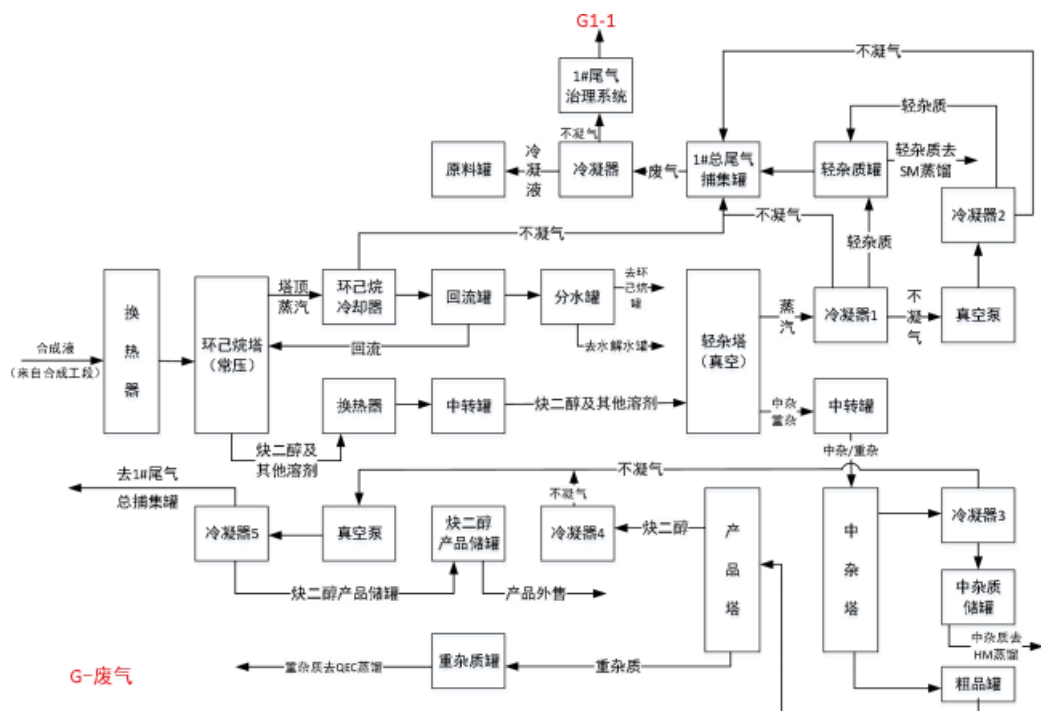 G1-1
1#尾气
治理系统
不凝气
不凝气
轻杂质
原料罐
冷
凝
液
冷凝器
废气
1#总尾气
捕集罐
轻杂质罐
轻杂质去
SM蒸馏
冷凝器2
不凝气
不凝气
轻杂质
换
热
器
合成液
（来自合成工段）
环己烷塔
（常压）
塔顶
蒸汽
环己烷
冷却器
回流罐
分水罐
去环
己烷
罐
去水解水罐
回流
轻杂塔
（真空）
蒸
汽
冷凝器1
不
凝
气
真空泵
炔二醇及
其他溶剂
换热器
中转罐
炔二醇及其他溶剂
中杂
重杂
中转罐
中杂/重杂
去1#尾气
总捕集罐
不凝气
不凝气
冷凝器5
真空泵
炔二醇
产品储罐
冷凝器4
炔二醇
产
品
塔
中
杂
塔
冷凝器3
炔二醇产品储罐
产品外售
中杂质
储罐
中杂质去
HM蒸馏
G-废气
重杂质去QEC蒸馏
重杂质罐
重杂质
粗品罐